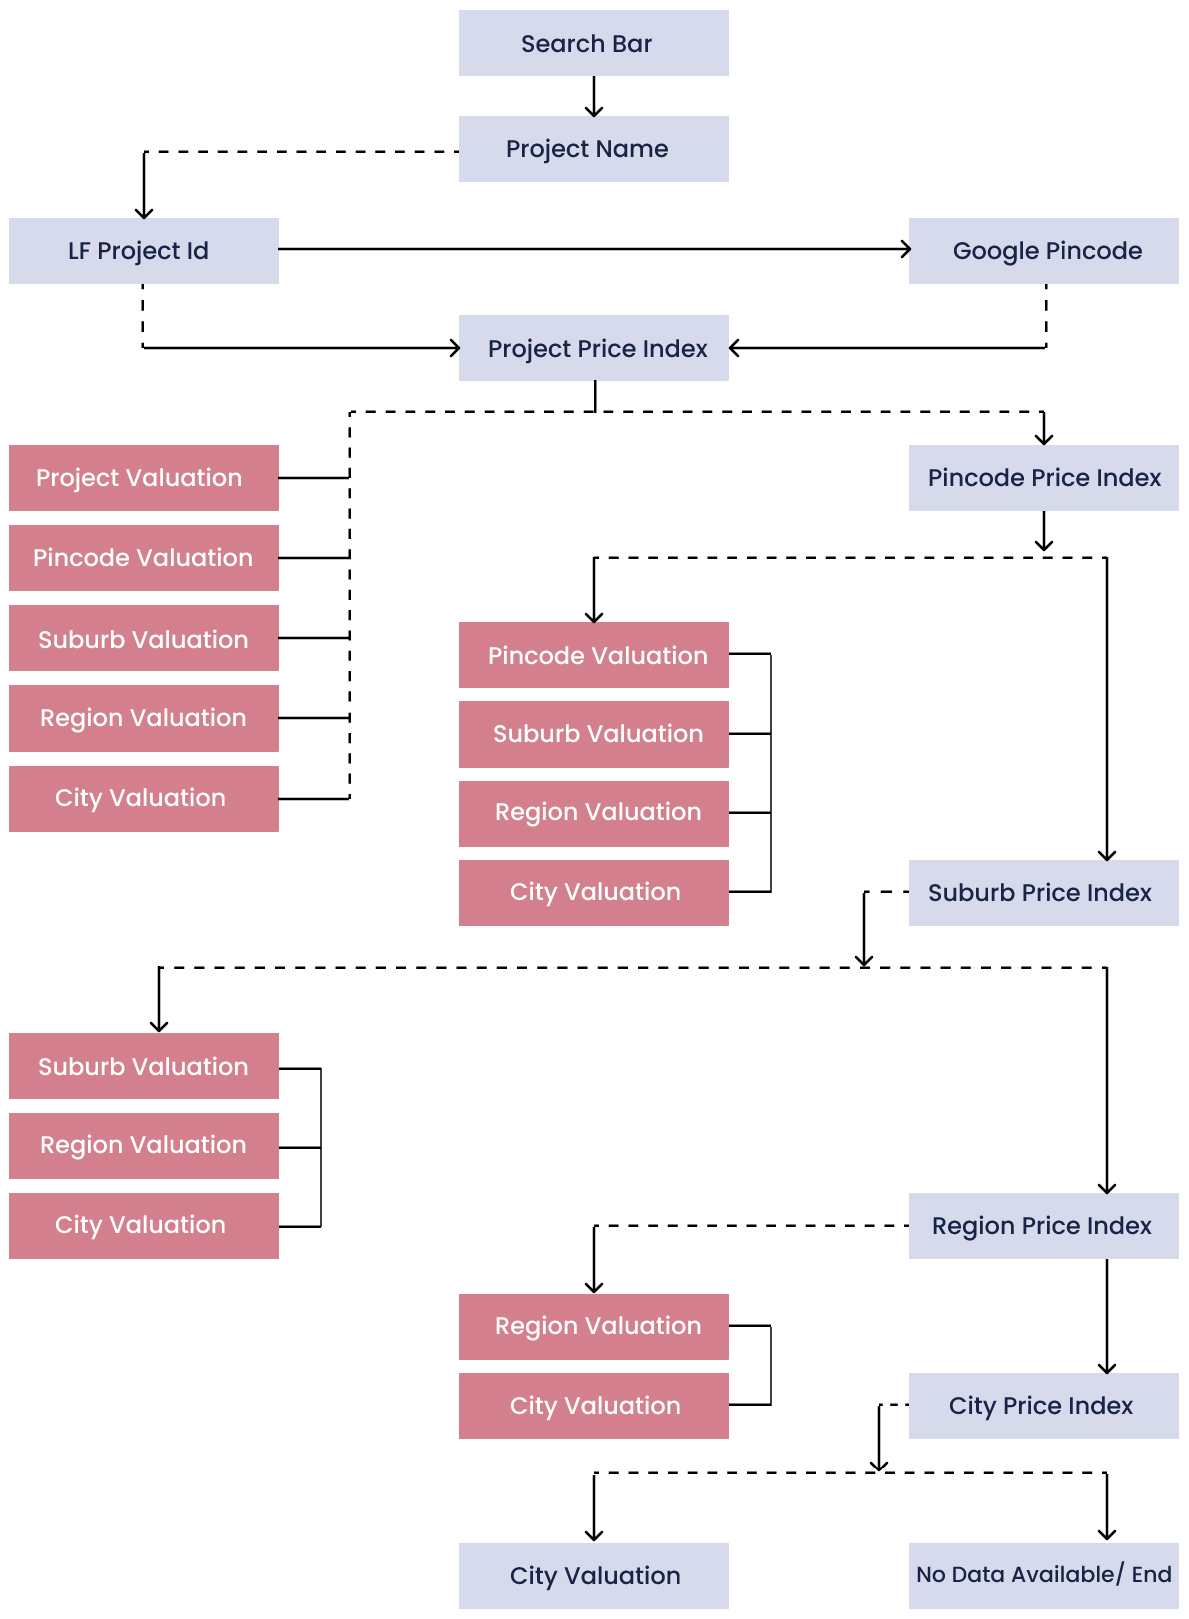 Search Bar
Project Name
LF Project Id
Google Pincode
Project Price Index
Project Valuation
Pincode Valuation
Suburb Valuation
Region Valuation
City Valuation
Pincode Price Index
Pincode Valuation
Suburb Valuation
Region Valuation
City Valuation
Suburb Price Index
Suburb Valuation
Region Valuation
City Valuation
Region Price Index
Region Valuation
City Valuation
City Price Index
City Valuation
No Data Available/ End